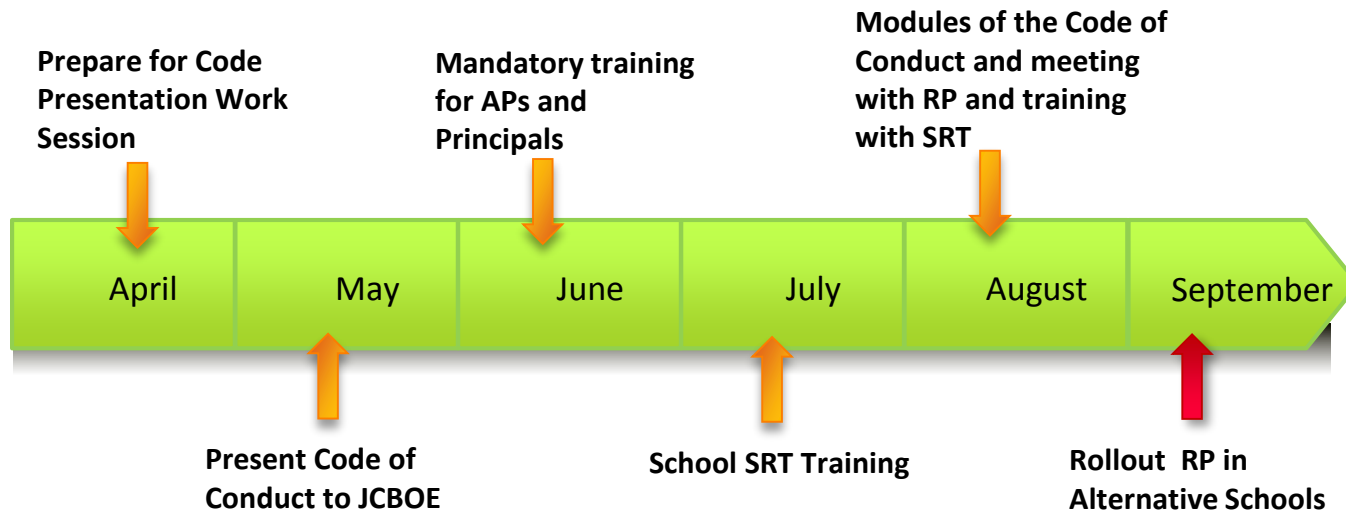 Prepare for Code
Presentation Work
Session
Mandatory training
for APs and
Principals
Modules of the Code of
Conduct and meeting
with RP and training
with SRT
April
May
June
July
August
September
Present Code of
Conduct to JCBOE
School SRT Training
Rollout  RP in
Alternative Schools